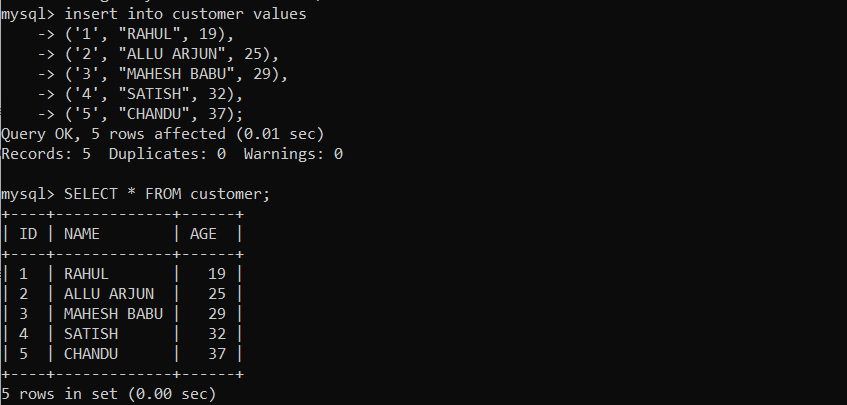 mysql> insert into customer values
    -> ('1', "RAHUL", 19),
    -> ('2', "ALLU ARJUN", 25),
    -> ('3', "MAHESH BABU", 29),
    -> ('4', "SATISH", 32),
    -> ('5', "CHANDU", 37);
Query OK, 5 rows affected (0.01 sec)
Records: 5  Duplicates: 0  Warnings: 0

mysql> SELECT * FROM customer;
+----+-------------+------+
| ID | NAME        | AGE  |
+----+-------------+------+
| 1  | RAHUL       |   19 |
| 2  | ALLU ARJUN  |   25 |
| 3  | MAHESH BABU |   29 |
| 4  | SATISH      |   32 |
| 5  | CHANDU      |   37 |
+----+-------------+------+
5 rows in set (0.00 sec)